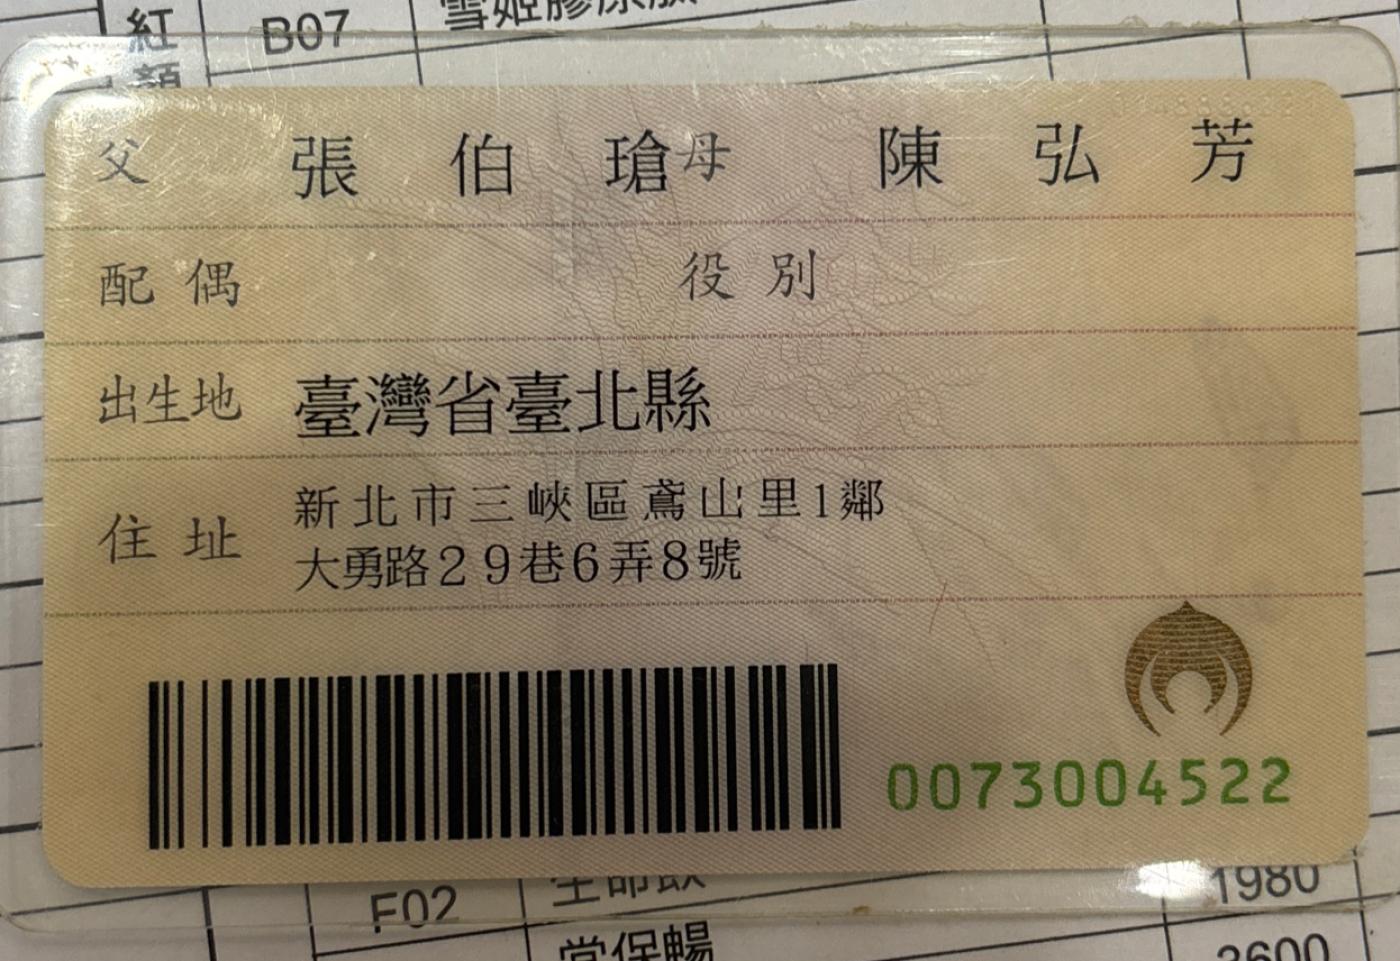 紅 B07
父 張伯瑲 母 陳弘芳
配偶 役別
出生地 臺灣省臺北縣
住址 新北市三峽區鳶山里1鄰
大勇路29巷6弄8號
0073004522
F02 1980